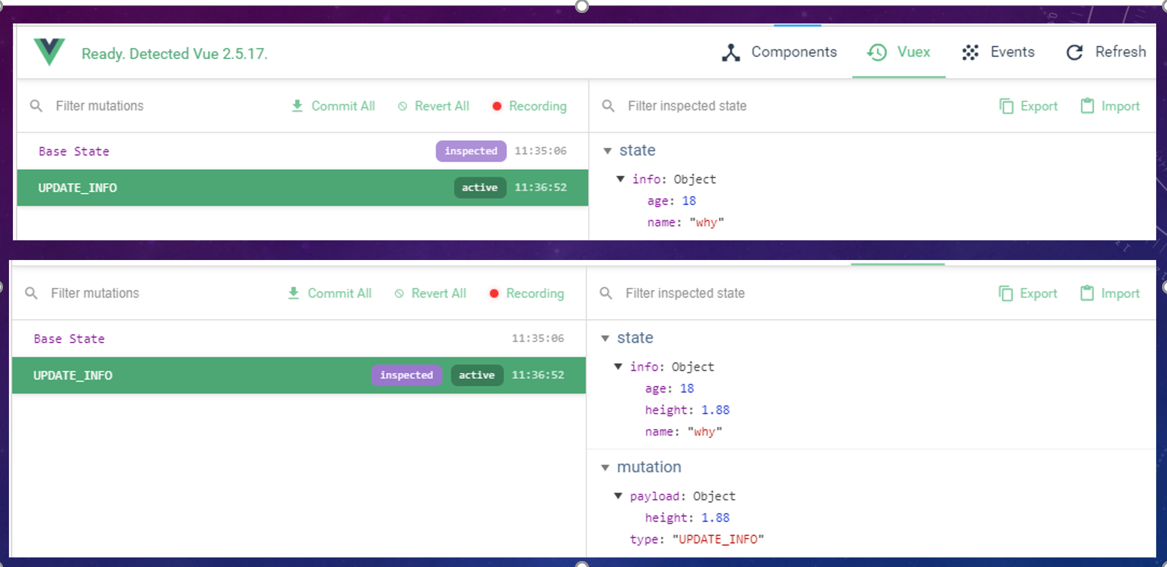 Ready. Detected Vue 2.5.17.
Components
Vuex
Events
Refresh
Filter mutations
Commit All
Revert All
Recording
Filter inspected state
Export
Import
Base State
inspected
11:35:06
UPDATE_INFO
active
11:36:52
state
info: Object
age: 18
name: "why"
Filter mutations
Commit All
Revert All
Recording
Filter inspected state
Export
Import
Base State
11:35:06
UPDATE_INFO
inspected
active
11:36:52
state
info: Object
age: 18
height: 1.88
name: "why"
mutation
payload: Object
height: 1.88
type: "UPDATE_INFO"